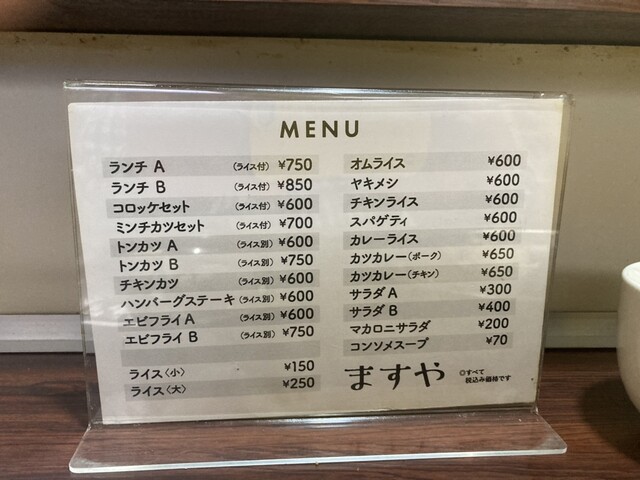 MENU
ランチ A (ライス付) ¥750
ランチ B (ライス付) ¥850
コロッケセット (ライス付) ¥600
ミンチカツセット (ライス付) ¥700
トンカツ A (ライス別) ¥600
トンカツ B (ライス別) ¥750
チキンカツ (ライス別) ¥600
ハンバーグステーキ (ライス別) ¥600
エビフライ A (ライス別) ¥600
エビフライ B (ライス別) ¥750
ライス〈小〉 ¥150
ライス〈大〉 ¥250
オムライス ¥600
ヤキメシ ¥600
チキンライス ¥600
スパゲティ ¥600
カレーライス ¥600
カツカレー(ポーク) ¥650
カツカレー(チキン) ¥650
サラダ A ¥300
サラダ B ¥400
マカロニサラダ ¥200
コンソメスープ ¥70
ますや
◎すべて
税込み価格です